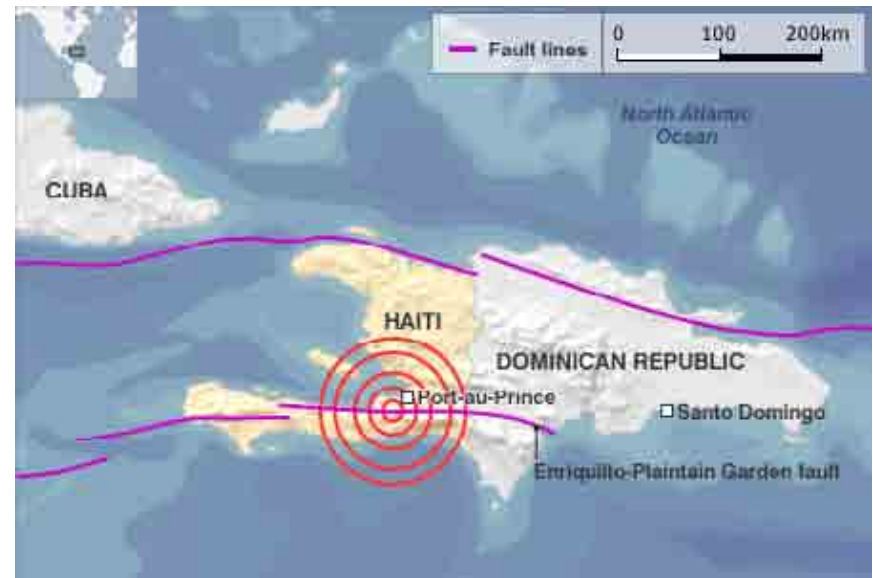 0 100 200km
Fault lines
North Atlantic
Ocean
CUBA
HAITI
DOMINICAN REPUBLIC
Port-au-Prince
Santo Domingo
Enriquillo-Plaintain Garden fault